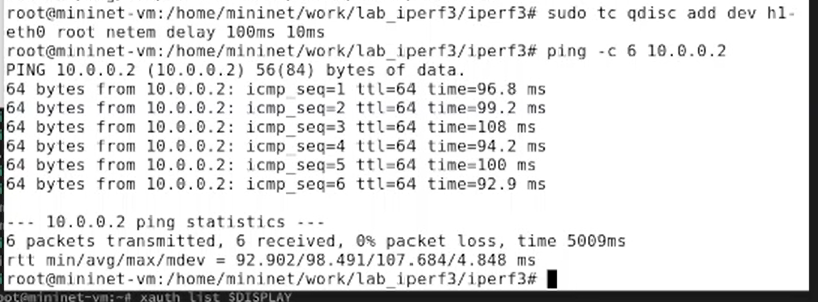 root@mininet-vm:/home/mininet/work/lab_iperf3/iperf3# sudo tc qdisc add dev h1-
eth0 root netem delay 100ms 10ms
root@mininet-vm:/home/mininet/work/lab_iperf3/iperf3# ping -c 6 10.0.0.2
PING 10.0.0.2 (10.0.0.2) 56(84) bytes of data.
64 bytes from 10.0.0.2: icmp_seq=1 ttl=64 time=96.8 ms
64 bytes from 10.0.0.2: icmp_seq=2 ttl=64 time=99.2 ms
64 bytes from 10.0.0.2: icmp_seq=3 ttl=64 time=108 ms
64 bytes from 10.0.0.2: icmp_seq=4 ttl=64 time=94.2 ms
64 bytes from 10.0.0.2: icmp_seq=5 ttl=64 time=100 ms
64 bytes from 10.0.0.2: icmp_seq=6 ttl=64 time=92.9 ms
--- 10.0.0.2 ping statistics ---
6 packets transmitted, 6 received, 0% packet loss, time 5009ms
rtt min/avg/max/mdev = 92.902/98.491/107.684/4.848 ms
root@mininet-vm:/home/mininet/work/lab_iperf3/iperf3#
oot@mininet-vm:~# xauth list $DISPLAY